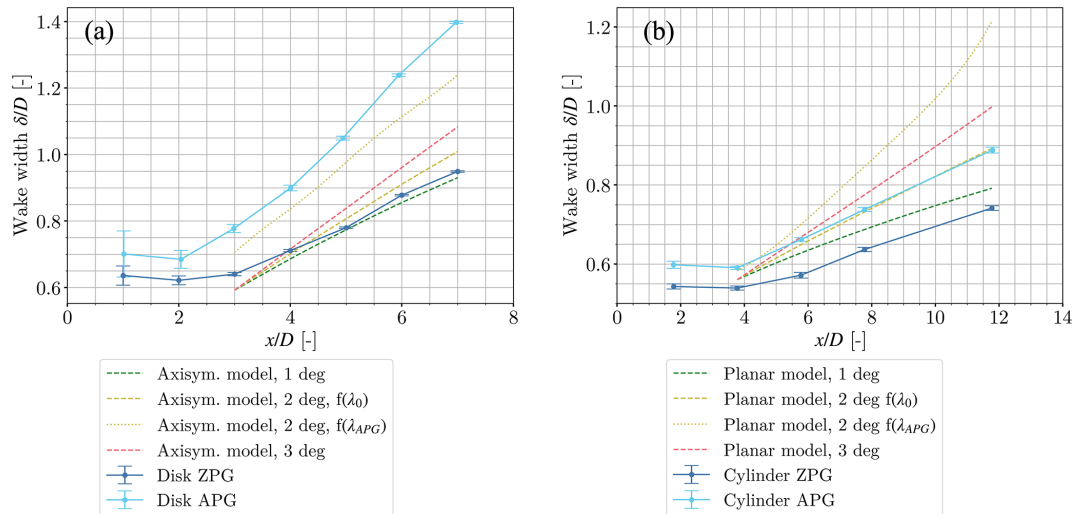 (a)
1.4
1.2
1.0
0.8
0.6
Wake width δ/D [-]
0 2 4 6 8
x/D [-]
Axisym. model, 1 deg
Axisym. model, 2 deg, f(λ₀)
Axisym. model, 2 deg, f(λ_APG)
Axisym. model, 3 deg
Disk ZPG
Disk APG
(b)
1.2
1.0
0.8
0.6
Wake width δ/D [-]
0 2 4 6 8 10 12 14
x/D [-]
Planar model, 1 deg
Planar model, 2 deg f(λ₀)
Planar model, 2 deg f(λ_APG)
Planar model, 3 deg
Cylinder ZPG
Cylinder APG